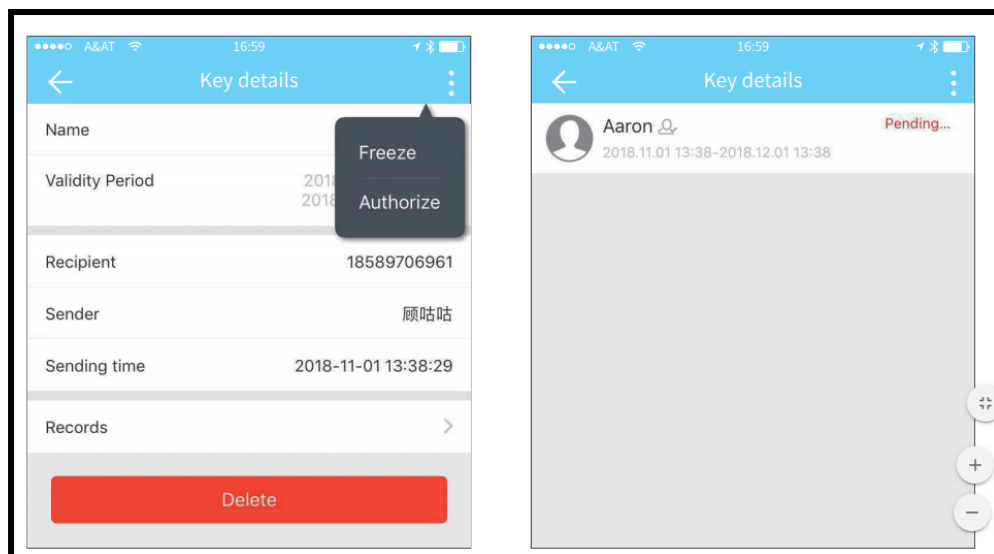 A&AT 16:59
Key details
Name
Freeze
Validity Period 201
2018 Authorize
Recipient 18589706961
Sender 顾咕咕
Sending time 2018-11-01 13:38:29
Records
Delete
A&AT 16:59
Key details
Aaron Pending...
2018.11.01 13:38-2018.12.01 13:38